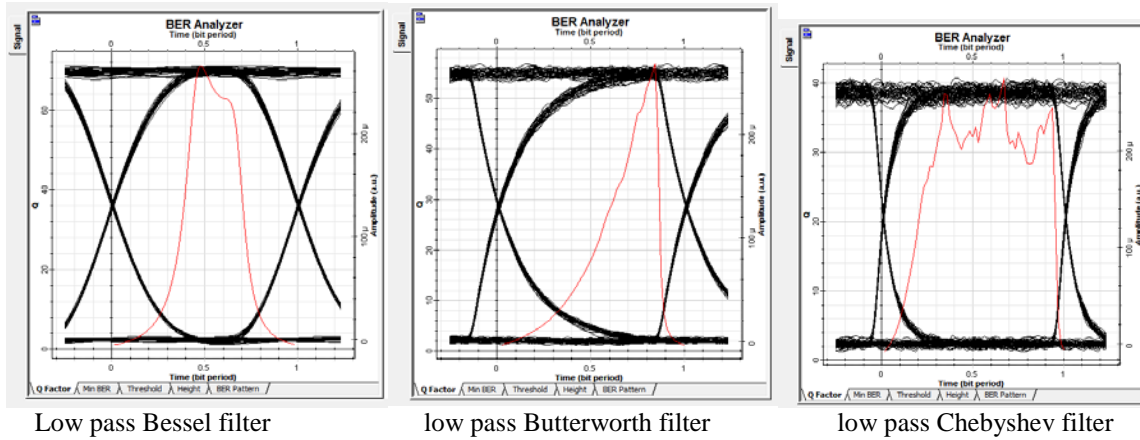 Signal
BER Analyzer
Time (bit period)
0 0.5 1
Q
60
40
20
0
Amplitude (a.u.)
200 µ
100 µ
0
0 0.5 1
Time (bit period)
Q Factor Min BER Threshold Height BER Pattern
Low pass Bessel filter
Signal
BER Analyzer
Time (bit period)
0 0.5 1
Q
50
40
30
20
10
0
Amplitude (a.u.)
200 µ
100 µ
0
0 0.5 1
Time (bit period)
Q Factor Min BER Threshold Height BER Pattern
low pass Butterworth filter
Signal
BER Analyzer
Time (bit period)
0 0.5 1
Q
40
30
20
10
0
Amplitude (a.u.)
200 µ
100 µ
0
0 0.5 1
Time (bit period)
Q Factor Min BER Threshold Height BER Pattern
low pass Chebyshev filter